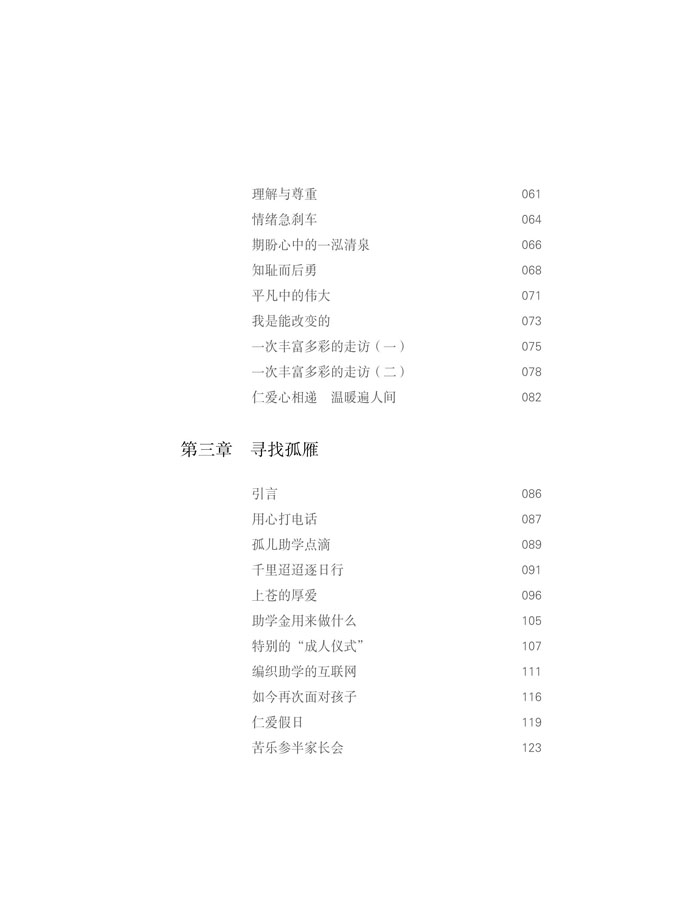 理解与尊重 061
情绪急刹车 064
期盼心中的一泓清泉 066
知耻而后勇 068
平凡中的伟大 071
我是能改变的 073
一次丰富多彩的走访（一） 075
一次丰富多彩的走访（二） 078
仁爱心相递　温暖遍人间 082
第三章　寻找孤雁
引言 086
用心打电话 087
孤儿助学点滴 089
千里迢迢逐日行 091
上苍的厚爱 096
助学金用来做什么 105
特别的“成人仪式” 107
编织助学的互联网 111
如今再次面对孩子 116
仁爱假日 119
苦乐参半家长会 123